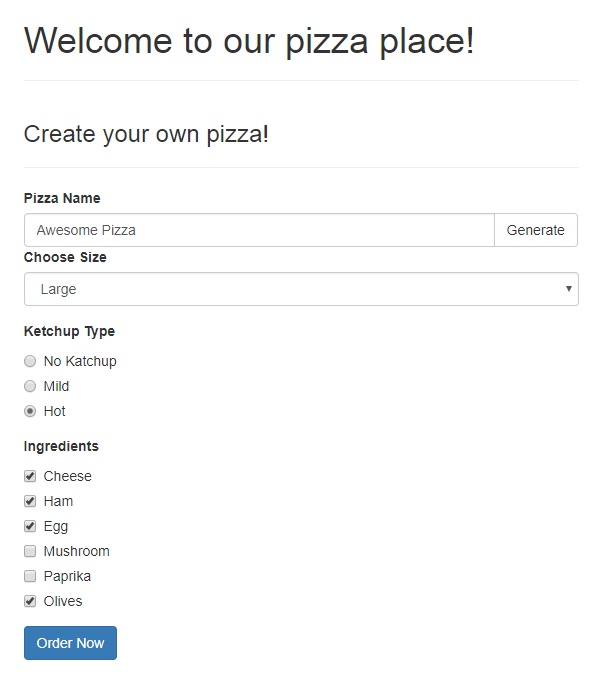 Welcome to our pizza place!
Create your own pizza!
Pizza Name
Awesome Pizza Generate
Choose Size
Large
Ketchup Type
No Katchup
Mild
Hot
Ingredients
Cheese
Ham
Egg
Mushroom
Paprika
Olives
Order Now